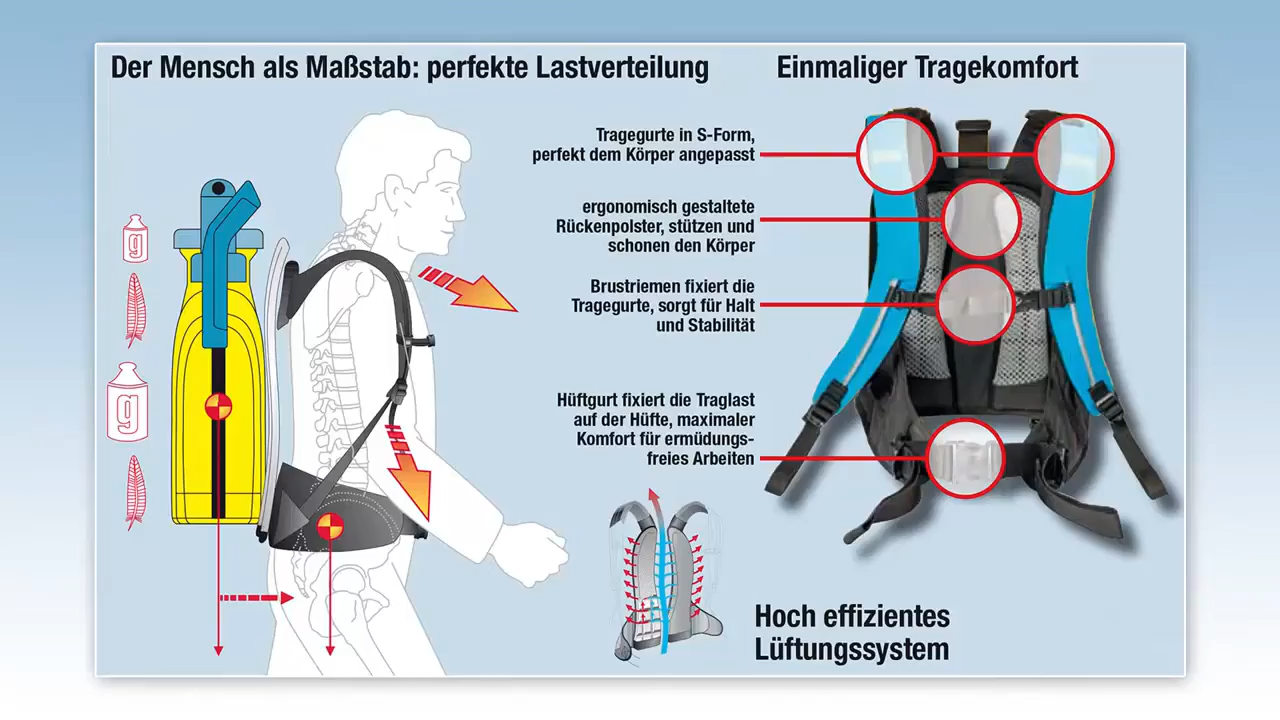 Der Mensch als Maßstab: perfekte Lastverteilung
Einmaliger Tragekomfort
Tragegurte in S-Form,
perfekt dem Körper angepasst
ergonomisch gestaltete
Rückenpolster, stützen und
schonen den Körper
Brustriemen fixiert die
Tragegurte, sorgt für Halt
und Stabilität
Hüftgurt fixiert die Traglast
auf der Hüfte, maximaler
Komfort für ermüdungs-
freies Arbeiten
g
g
Hoch effizientes
Lüftungssystem